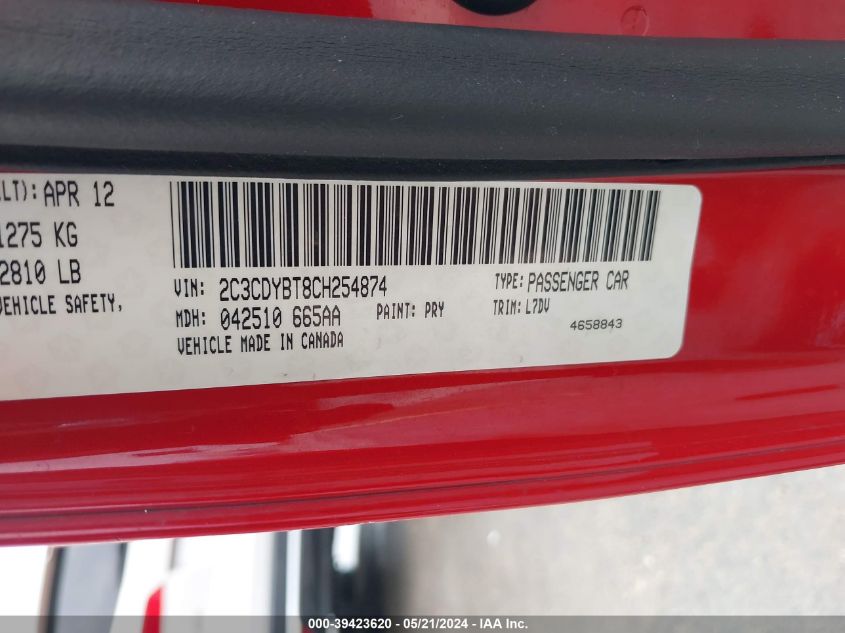 LT): APR 12
1275 KG
2810 LB
VEHICLE SAFETY,
VIN: 2C3CDYBT8CH254874
TYPE: PASSENGER CAR
MDH: 042510 665AA
PAINT: PRY
TRIM: L7DV
VEHICLE MADE IN CANADA
4658843
000-39423620 - 05/21/2024 - IAA Inc.